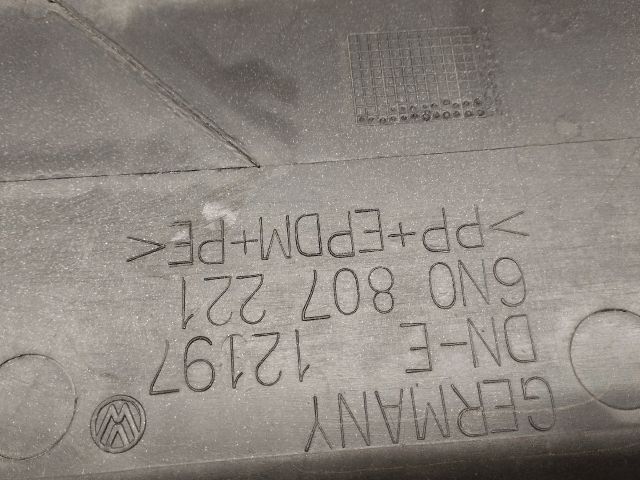 GERMANY
DN-E 12197
6N0 807 221
>PP+EPDM+PE<